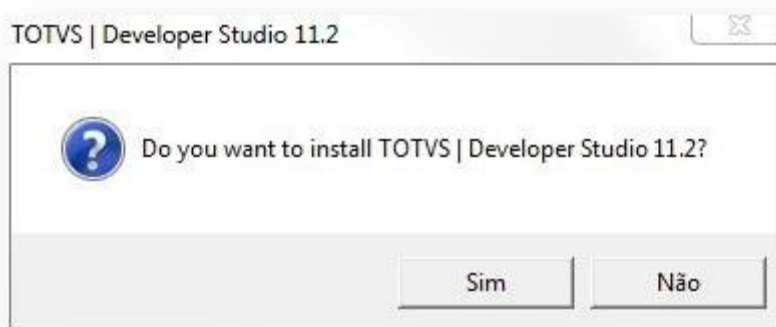 TOTVS | Developer Studio 11.2
Do you want to install TOTVS | Developer Studio 11.2?
Sim Não